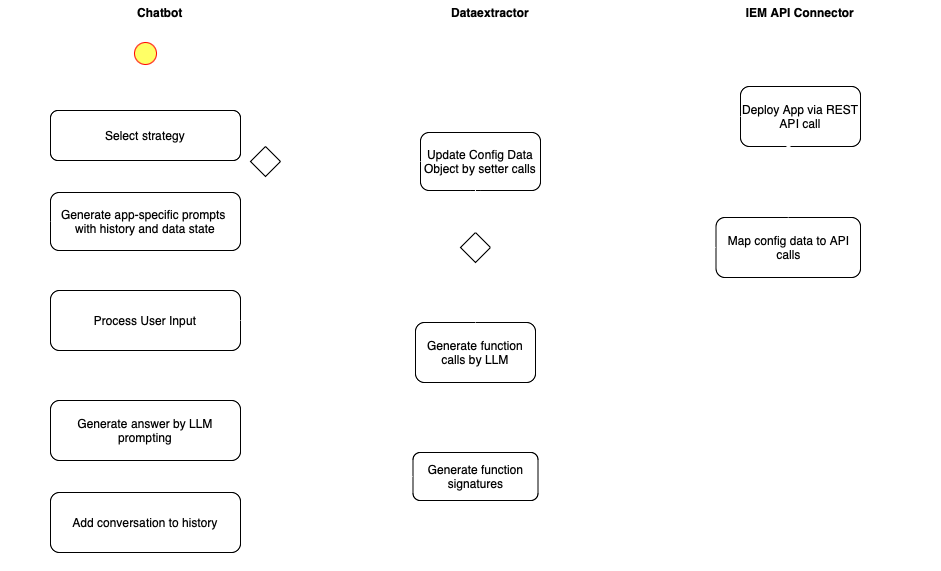 Chatbot
Dataextractor
IEM API Connector
Select strategy
Generate app-specific prompts
with history and data state
Process User Input
Generate answer by LLM
prompting
Add conversation to history
Update Config Data
Object by setter calls
Generate function
calls by LLM
Generate function
signatures
Deploy App via REST
API call
Map config data to API
calls